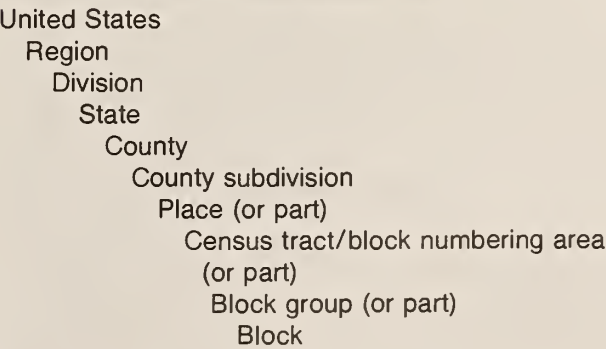 United States
Region
Division
State
County
County subdivision
Place (or part)
Census tract/block numbering area
(or part)
Block group (or part)
Block